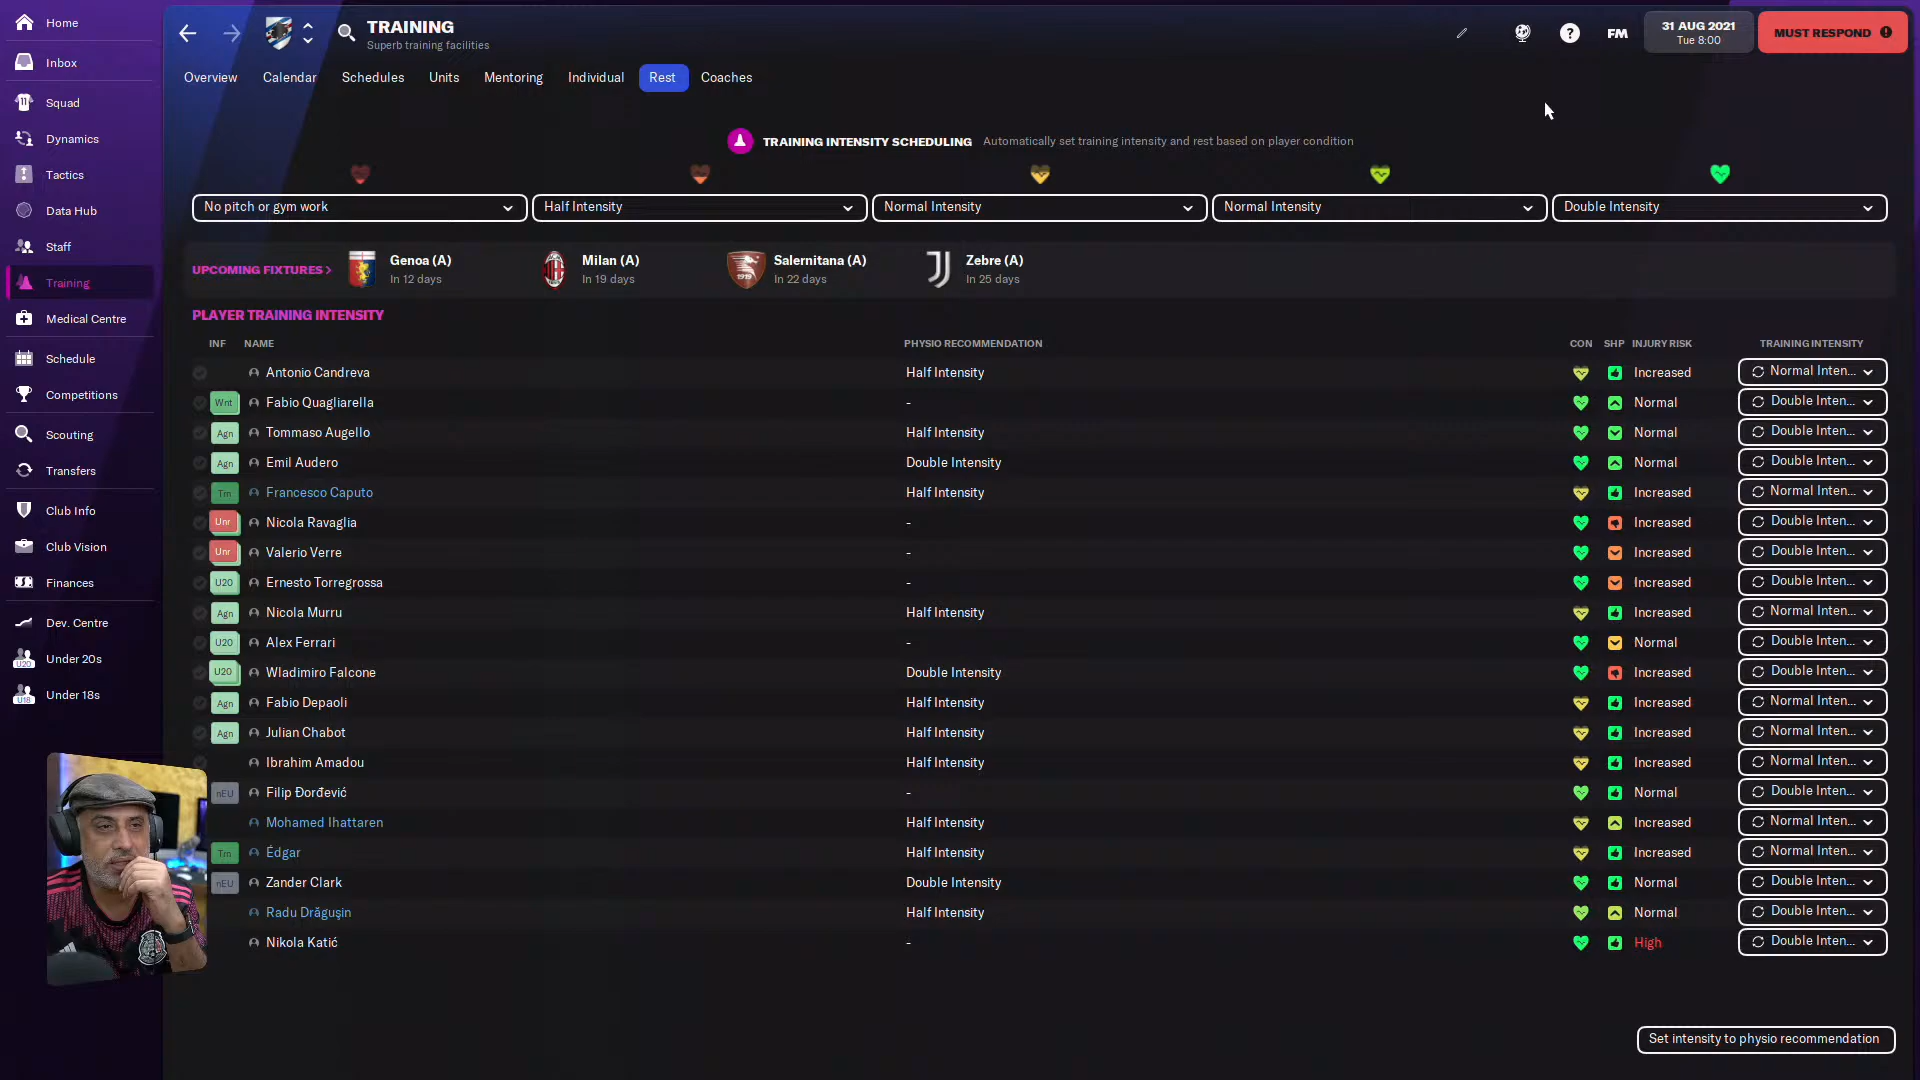 Home
Inbox
Squad
Dynamics
Tactics
Data Hub
Staff
Training
Medical Centre
Schedule
Competitions
Scouting
Transfers
Club Info
Club Vision
Finances
Dev. Centre
U20 Under 20s
U18 Under 18s
TRAINING
Superb training facilities
? FM
31 AUG 2021
Tue 8:00
MUST RESPOND
Overview Calendar Schedules Units Mentoring Individual Rest Coaches
TRAINING INTENSITY SCHEDULING Automatically set training intensity and rest based on player condition
No pitch or gym work Half Intensity Normal Intensity Normal Intensity Double Intensity
UPCOMING FIXTURES >
Genoa (A)
In 12 days
Milan (A)
In 19 days
Salernitana (A)
In 22 days
Zebre (A)
In 25 days
PLAYER TRAINING INTENSITY
INF NAME PHYSIO RECOMMENDATION CON SHP INJURY RISK TRAINING INTENSITY
Antonio Candreva Half Intensity Increased Normal Inten...
Wnt Fabio Quagliarella - Normal Double Inten...
Agn Tommaso Augello Half Intensity Normal Double Inten...
Agn Emil Audero Double Intensity Normal Double Inten...
Trn Francesco Caputo Half Intensity Increased Normal Inten...
Unr Nicola Ravaglia - Increased Double Inten...
Unr Valerio Verre - Increased Double Inten...
U20 Ernesto Torregrossa - Increased Double Inten...
Agn Nicola Murru Half Intensity Increased Normal Inten...
U20 Alex Ferrari - Normal Double Inten...
U20 Wladimiro Falcone Double Intensity Increased Double Inten...
Agn Fabio Depaoli Half Intensity Increased Normal Inten...
Agn Julian Chabot Half Intensity Increased Normal Inten...
Ibrahim Amadou Half Intensity Increased Normal Inten...
nEU Filip Đorđević - Normal Double Inten...
Mohamed Ihattaren Half Intensity Increased Normal Inten...
Trn Édgar Half Intensity Increased Normal Inten...
nEU Zander Clark Double Intensity Normal Double Inten...
Radu Drăguşin Half Intensity Normal Double Inten...
Nikola Katić - High Double Inten...
Set intensity to physio recommendation